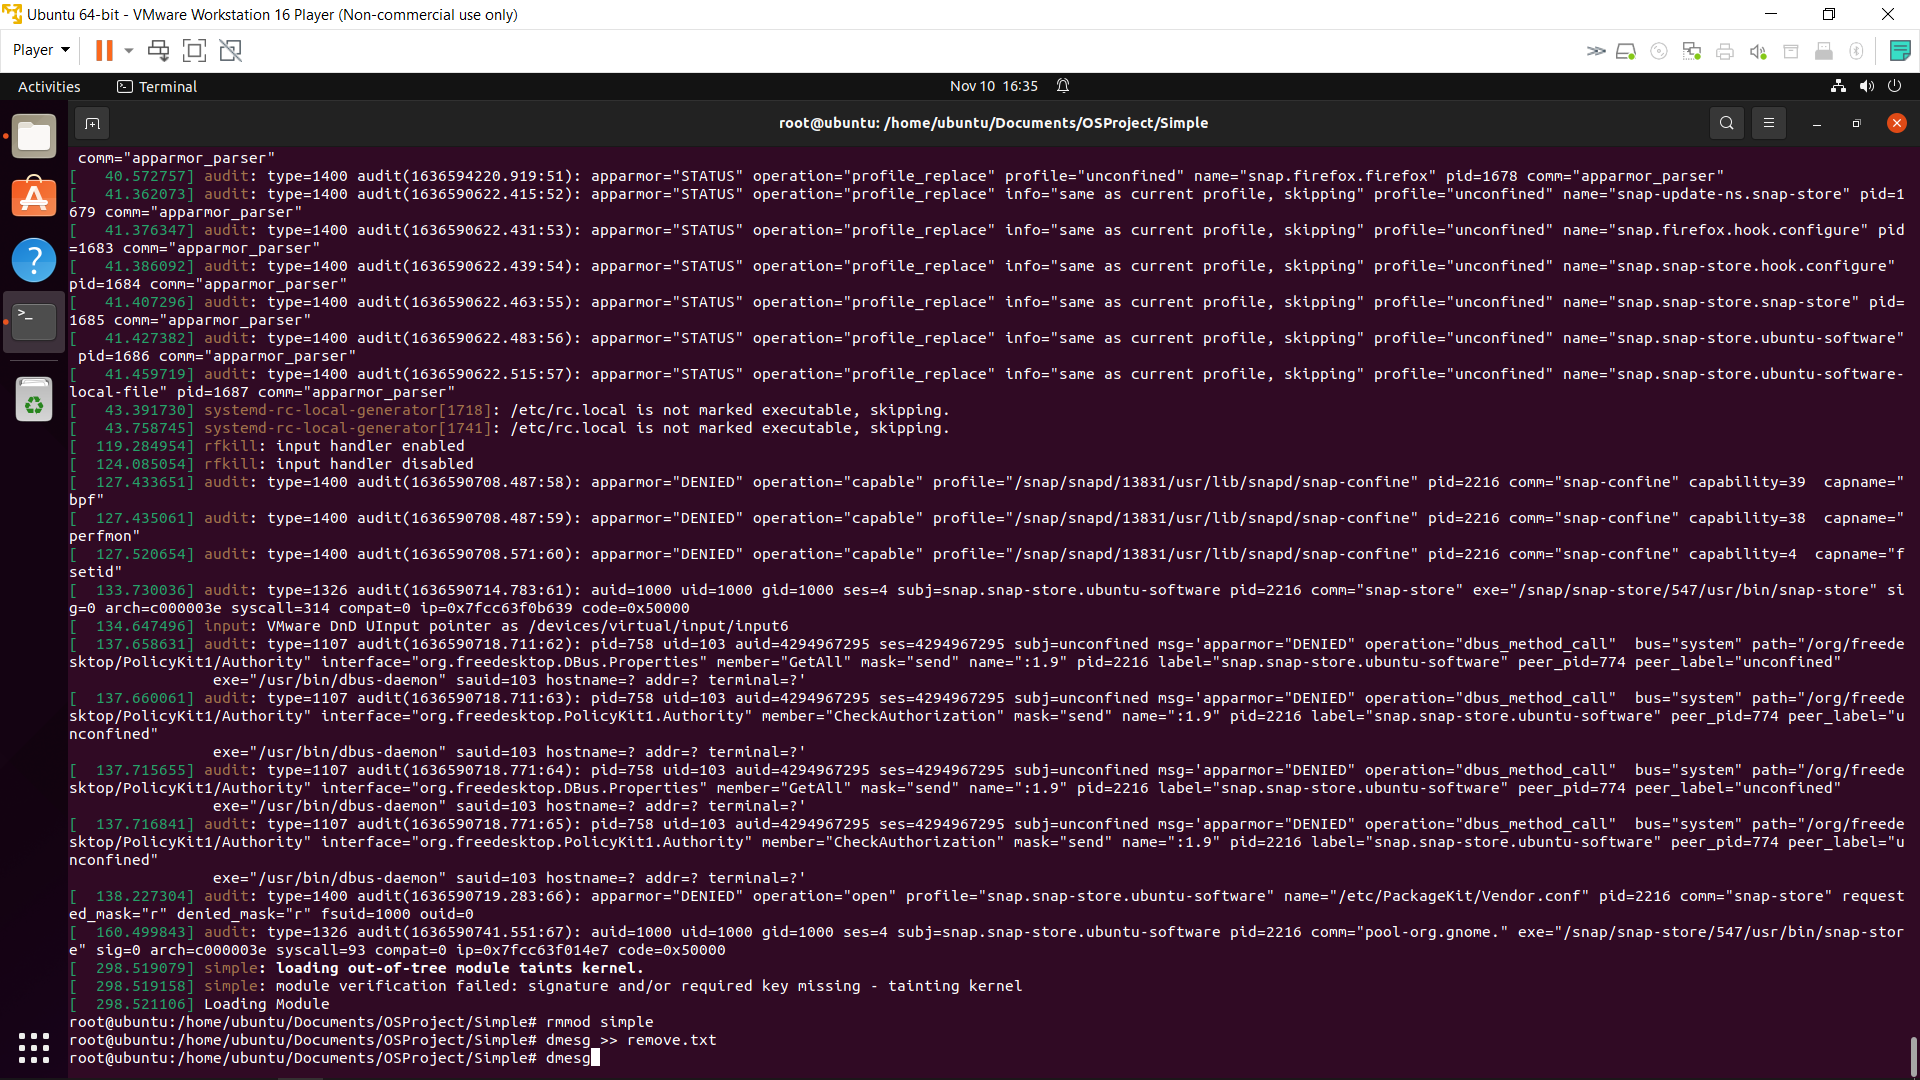 Ubuntu 64-bit - VMware Workstation 16 Player (Non-commercial use only)
Player
Activities
Terminal
Nov 10 16:35
root@ubuntu: /home/ubuntu/Documents/OSProject/Simple
 comm="apparmor_parser"
[   40.572757] audit: type=1400 audit(1636594220.919:51): apparmor="STATUS" operation="profile_replace" profile="unconfined" name="snap.firefox.firefox" pid=1678 comm="apparmor_parser"
[   41.362073] audit: type=1400 audit(1636590622.415:52): apparmor="STATUS" operation="profile_replace" info="same as current profile, skipping" profile="unconfined" name="snap-update-ns.snap-store" pid=1
679 comm="apparmor_parser"
[   41.376347] audit: type=1400 audit(1636590622.431:53): apparmor="STATUS" operation="profile_replace" info="same as current profile, skipping" profile="unconfined" name="snap.firefox.hook.configure" pid
=1683 comm="apparmor_parser"
[   41.386092] audit: type=1400 audit(1636590622.439:54): apparmor="STATUS" operation="profile_replace" info="same as current profile, skipping" profile="unconfined" name="snap.snap-store.hook.configure"
pid=1684 comm="apparmor_parser"
[   41.407296] audit: type=1400 audit(1636590622.463:55): apparmor="STATUS" operation="profile_replace" info="same as current profile, skipping" profile="unconfined" name="snap.snap-store.snap-store" pid=
1685 comm="apparmor_parser"
[   41.427382] audit: type=1400 audit(1636590622.483:56): apparmor="STATUS" operation="profile_replace" info="same as current profile, skipping" profile="unconfined" name="snap.snap-store.ubuntu-software"
 pid=1686 comm="apparmor_parser"
[   41.459719] audit: type=1400 audit(1636590622.515:57): apparmor="STATUS" operation="profile_replace" info="same as current profile, skipping" profile="unconfined" name="snap.snap-store.ubuntu-software-
local-file" pid=1687 comm="apparmor_parser"
[   43.391730] systemd-rc-local-generator[1718]: /etc/rc.local is not marked executable, skipping.
[   43.758745] systemd-rc-local-generator[1741]: /etc/rc.local is not marked executable, skipping.
[  119.284954] rfkill: input handler enabled
[  124.085054] rfkill: input handler disabled
[  127.433651] audit: type=1400 audit(1636590708.487:58): apparmor="DENIED" operation="capable" profile="/snap/snapd/13831/usr/lib/snapd/snap-confine" pid=2216 comm="snap-confine" capability=39  capname="
bpf"
[  127.435061] audit: type=1400 audit(1636590708.487:59): apparmor="DENIED" operation="capable" profile="/snap/snapd/13831/usr/lib/snapd/snap-confine" pid=2216 comm="snap-confine" capability=38  capname="
perfmon"
[  127.520654] audit: type=1400 audit(1636590708.571:60): apparmor="DENIED" operation="capable" profile="/snap/snapd/13831/usr/lib/snapd/snap-confine" pid=2216 comm="snap-confine" capability=4  capname="f
setid"
[  133.730036] audit: type=1326 audit(1636590714.783:61): auid=1000 uid=1000 gid=1000 ses=4 subj=snap.snap-store.ubuntu-software pid=2216 comm="snap-store" exe="/snap/snap-store/547/usr/bin/snap-store" si
g=0 arch=c000003e syscall=314 compat=0 ip=0x7fcc63f0b639 code=0x50000
[  134.647496] input: VMware DnD UInput pointer as /devices/virtual/input/input6
[  137.658631] audit: type=1107 audit(1636590718.711:62): pid=758 uid=103 auid=4294967295 ses=4294967295 subj=unconfined msg='apparmor="DENIED" operation="dbus_method_call"  bus="system" path="/org/freede
sktop/PolicyKit1/Authority" interface="org.freedesktop.DBus.Properties" member="GetAll" mask="send" name=":1.9" pid=2216 label="snap.snap-store.ubuntu-software" peer_pid=774 peer_label="unconfined"
                exe="/usr/bin/dbus-daemon" sauid=103 hostname=? addr=? terminal=?'
[  137.660061] audit: type=1107 audit(1636590718.711:63): pid=758 uid=103 auid=4294967295 ses=4294967295 subj=unconfined msg='apparmor="DENIED" operation="dbus_method_call"  bus="system" path="/org/freede
sktop/PolicyKit1/Authority" interface="org.freedesktop.PolicyKit1.Authority" member="CheckAuthorization" mask="send" name=":1.9" pid=2216 label="snap.snap-store.ubuntu-software" peer_pid=774 peer_label="u
nconfined"
                exe="/usr/bin/dbus-daemon" sauid=103 hostname=? addr=? terminal=?'
[  137.715655] audit: type=1107 audit(1636590718.771:64): pid=758 uid=103 auid=4294967295 ses=4294967295 subj=unconfined msg='apparmor="DENIED" operation="dbus_method_call"  bus="system" path="/org/freede
sktop/PolicyKit1/Authority" interface="org.freedesktop.DBus.Properties" member="GetAll" mask="send" name=":1.9" pid=2216 label="snap.snap-store.ubuntu-software" peer_pid=774 peer_label="unconfined"
                exe="/usr/bin/dbus-daemon" sauid=103 hostname=? addr=? terminal=?'
[  137.716841] audit: type=1107 audit(1636590718.771:65): pid=758 uid=103 auid=4294967295 ses=4294967295 subj=unconfined msg='apparmor="DENIED" operation="dbus_method_call"  bus="system" path="/org/freede
sktop/PolicyKit1/Authority" interface="org.freedesktop.PolicyKit1.Authority" member="CheckAuthorization" mask="send" name=":1.9" pid=2216 label="snap.snap-store.ubuntu-software" peer_pid=774 peer_label="u
nconfined"
                exe="/usr/bin/dbus-daemon" sauid=103 hostname=? addr=? terminal=?'
[  138.227304] audit: type=1400 audit(1636590719.283:66): apparmor="DENIED" operation="open" profile="snap.snap-store.ubuntu-software" name="/etc/PackageKit/Vendor.conf" pid=2216 comm="snap-store" request
ed_mask="r" denied_mask="r" fsuid=1000 ouid=0
[  160.499843] audit: type=1326 audit(1636590741.551:67): auid=1000 uid=1000 gid=1000 ses=4 subj=snap.snap-store.ubuntu-software pid=2216 comm="pool-org.gnome." exe="/snap/snap-store/547/usr/bin/snap-stor
e" sig=0 arch=c000003e syscall=93 compat=0 ip=0x7fcc63f014e7 code=0x50000
[  298.519079] simple: loading out-of-tree module taints kernel.
[  298.519158] simple: module verification failed: signature and/or required key missing - tainting kernel
[  298.521106] Loading Module
root@ubuntu:/home/ubuntu/Documents/OSProject/Simple# rmmod simple
root@ubuntu:/home/ubuntu/Documents/OSProject/Simple# dmesg >> remove.txt
root@ubuntu:/home/ubuntu/Documents/OSProject/Simple# dmesg